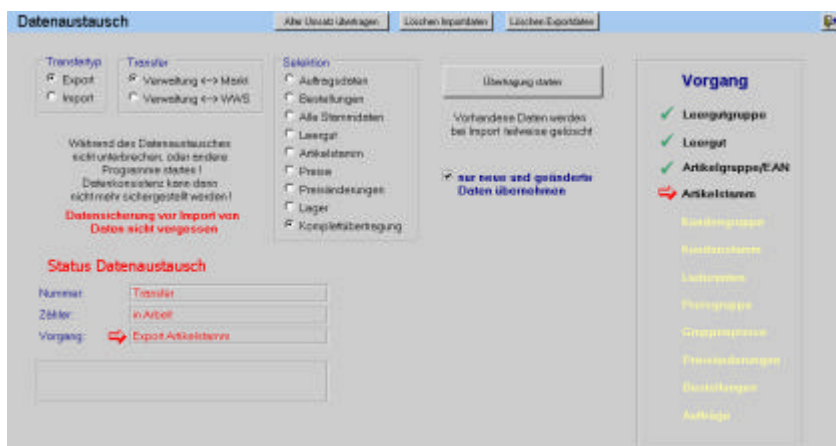 Datenaustausch
Alter Umsatz übertragen
Löschen Importdaten
Löschen Exportdaten
Transfertyp
Export
Import
Transfer
Verwaltung <-> Markt
Verwaltung <-> WWS
Während des Datenaustausches
nicht unterbrechen, oder andere
Programme starten !
Datenkonsistenz kann dann
nicht mehr sichergestellt werden !
Datensicherung vor Import von
Daten nicht vergessen
Selektion
Auftragsdaten
Bestellungen
Alle Stammdaten
Leergut
Artikelstamm
Preise
Preisänderungen
Lager
Komplettübertragung
Übertragung starten
Vorhandese Daten werden
bei Import teilweise gelöscht
nur neue und geänderte
Daten übernehmen
Status Datenaustausch
Nummer:
Transfer
Zähler:
in Arbeit
Vorgang:
Export Artikelstamm
Vorgang
Leergutgruppe
Leergut
Artikelgruppe/EAN
Artikelstamm
Kundengruppe
Kundenstamm
Lieferanten
Preisgruppe
Gruppenpreise
Preisänderungen
Bestellungen
Aufträge